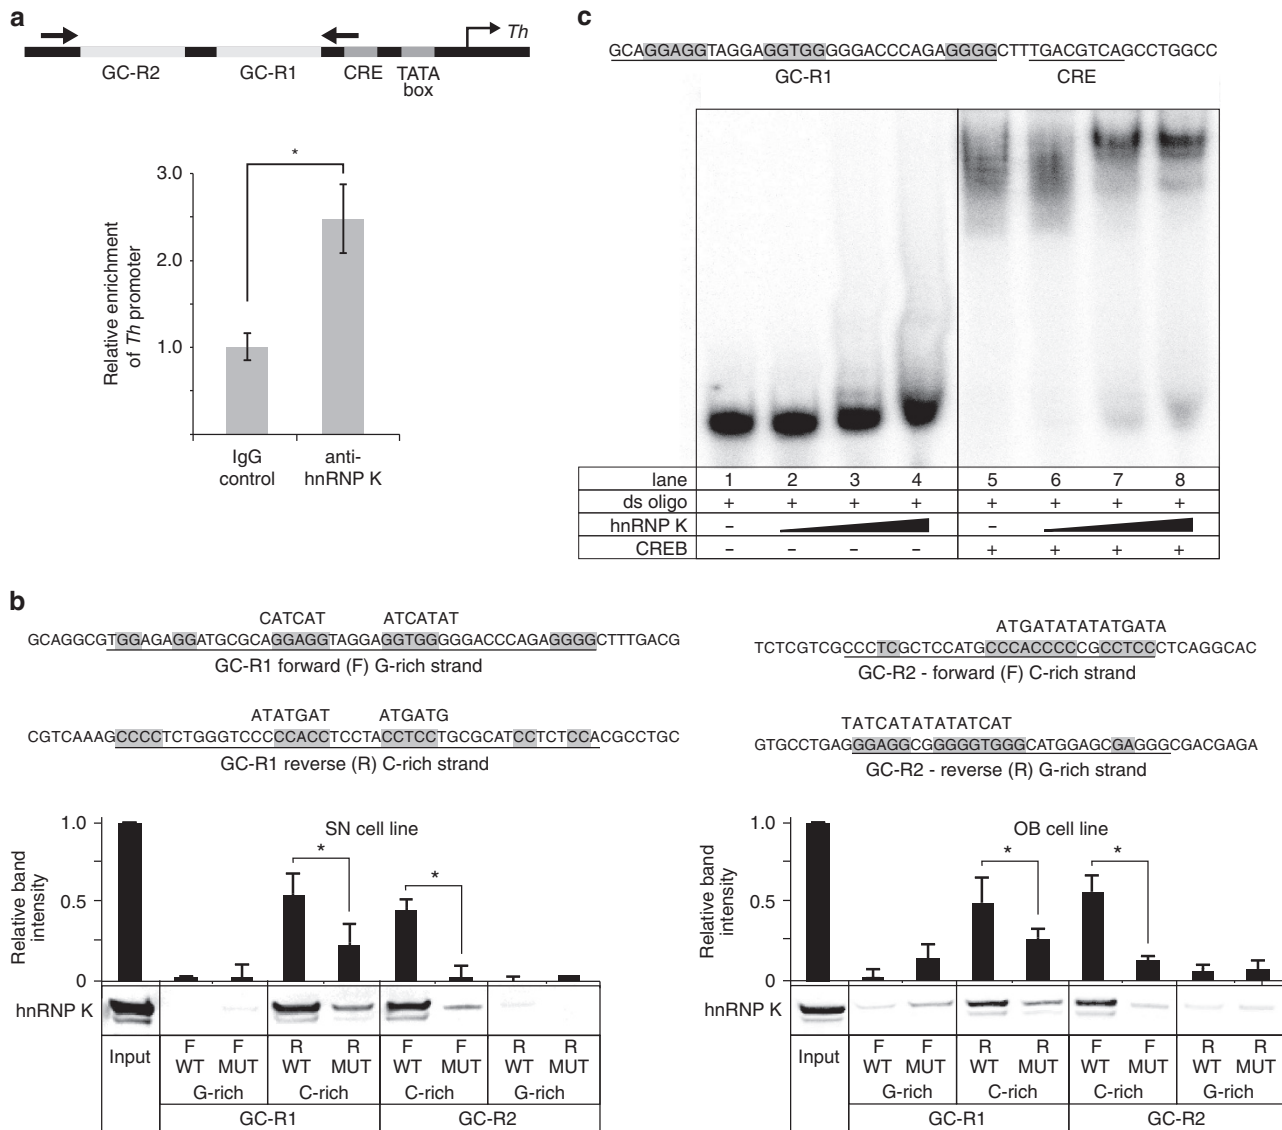 a
Th
GC-R2 GC-R1 CRE TATA
box
*
3.0
2.0
1.0
Relative enrichment
of Th promoter
IgG
control
anti-
hnRNP K
c
GCAGGAGGTAGGAGGTGGGGGACCCAGAGGGGCTTTGACGTCAGCCTGGCC
GC-R1 CRE
lane 1 2 3 4 5 6 7 8
ds oligo + + + + + + + +
hnRNP K – –
CREB – – – – + + + +
b
CATCAT ATCATAT
GCAGGCGTGGAGAGGATGCGCAGGAGGTAGGAGGTGGGGGACCCAGAGGGGCTTTGACG
GC-R1 forward (F) G-rich strand
ATATGAT ATGATG
CGTCAAAGCCCCTCTGGGTCCCCCACCTCCTACCTCCTGCGCATCCTCTCCACGCCTGC
GC-R1 reverse (R) C-rich strand
ATGATATATATGATA
TCTCGTCGCCCTCGCTCCATGCCCACCCCCGCCTCCCTCAGGCAC
GC-R2 - forward (F) C-rich strand
TATCATATATATCAT
GTGCCTGAGGGAGGCGGGGGTGGGCATGGAGCGAGGGCGACGAGA
GC-R2 - reverse (R) G-rich strand
SN cell line
1.0
0.5
0
Relative band
intensity
* *
hnRNP K
Input F F R R F F R R
WT MUT WT MUT WT MUT WT MUT
G-rich C-rich C-rich G-rich
GC-R1 GC-R2
OB cell line
1.0
0.5
0
Relative band
intensity
* *
hnRNP K
Input F F R R F F R R
WT MUT WT MUT WT MUT WT MUT
G-rich C-rich C-rich G-rich
GC-R1 GC-R2